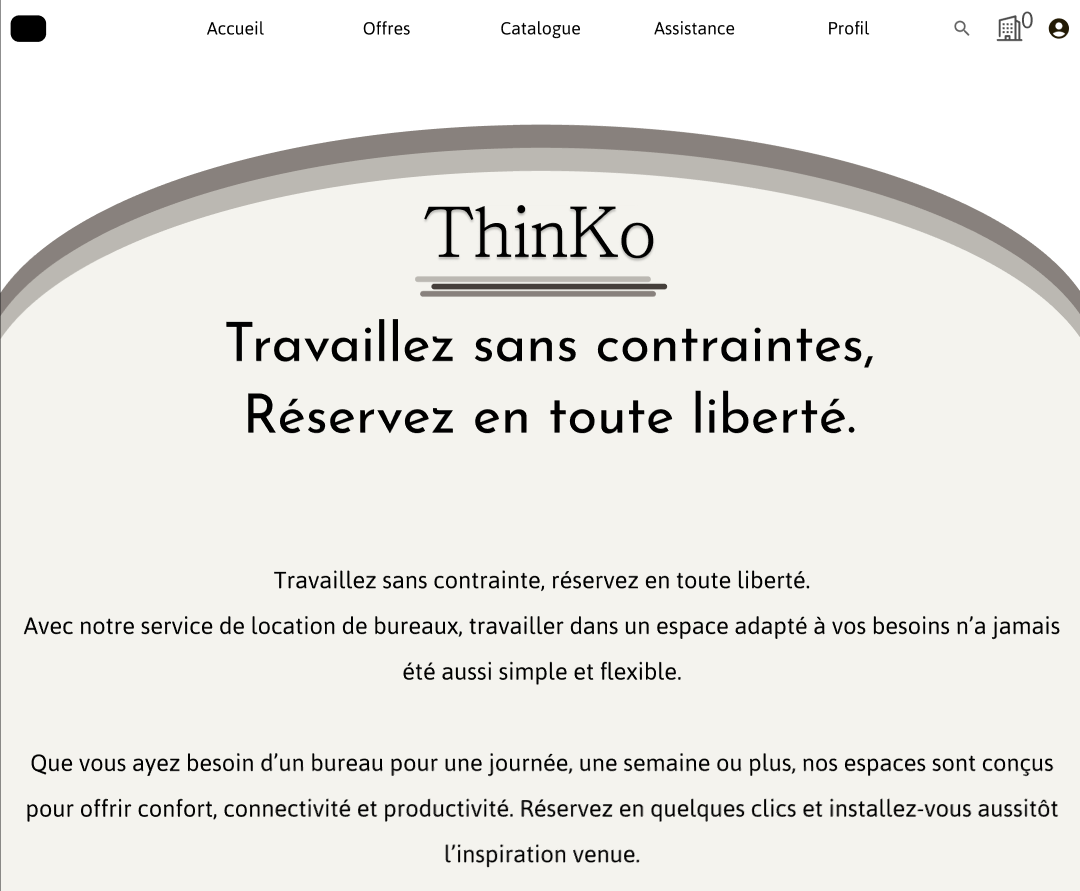 Accueil
Offres
Catalogue
Assistance
Profil
0
ThinKo
Travaillez sans contraintes,
Réservez en toute liberté.
Travaillez sans contrainte, réservez en toute liberté.
Avec notre service de location de bureaux, travailler dans un espace adapté à vos besoins n’a jamais
été aussi simple et flexible.
Que vous ayez besoin d’un bureau pour une journée, une semaine ou plus, nos espaces sont conçus
pour offrir confort, connectivité et productivité. Réservez en quelques clics et installez-vous aussitôt
l’inspiration venue.